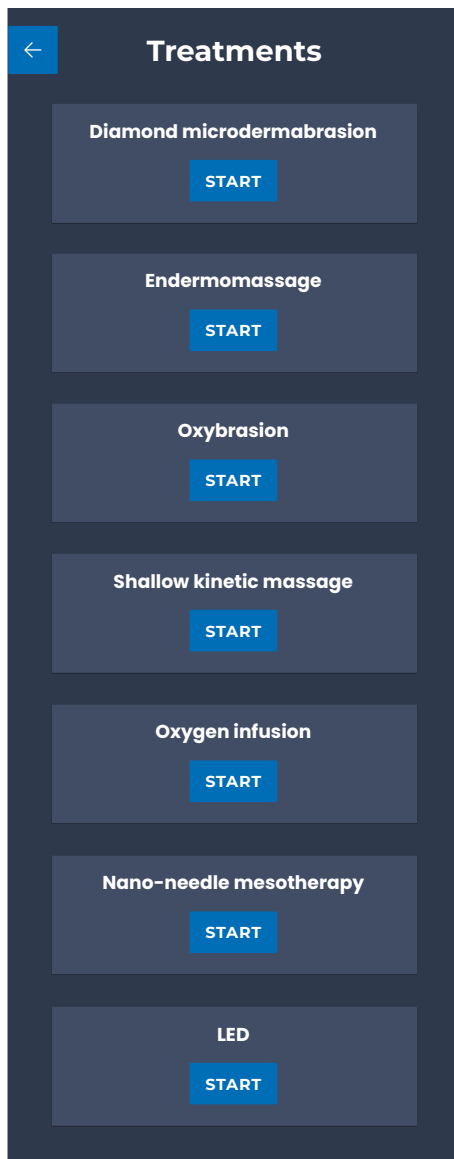 Treatments
Diamond microdermabrasion
START
Endermomassage
START
Oxybrasion
START
Shallow kinetic massage
START
Oxygen infusion
START
Nano-needle mesotherapy
START
LED
START